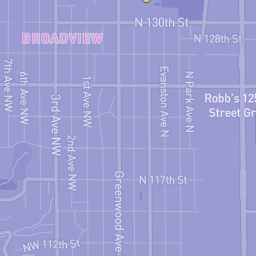 N 130th St
BROADVIEW
N 128th St
7th Ave NW
6th Ave NW
1st Ave NW
3rd Ave NW
2nd Ave NW
Evanston Ave N
N Park Ave N
Robb's 125
Street Gr
Greenwood Ave
N 117th St
NW 112th St